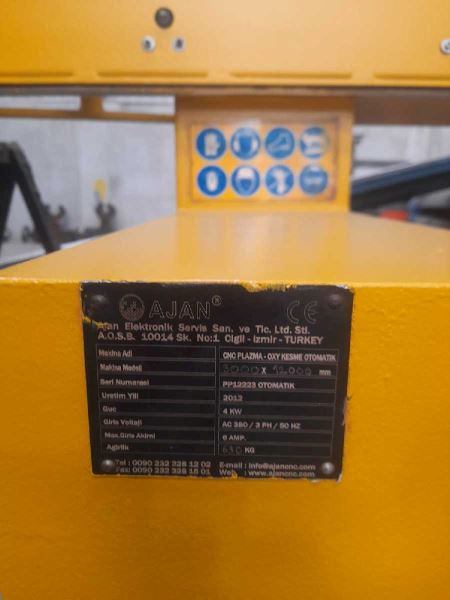 AJAN® CE
Ajan Elektronik Servis San. ve Tic. Ltd. Sti.
A.O.S.B. 10014 Sk. No:1 Cigli - Izmir - TURKEY
Makina Adi CNC PLAZMA - OXY KESME OTOMATIK
Makina Modeli 3000 X 12000 mm
Seri Numarasi PP12223 OTOMATIK
Uretim Yili 2012
Guc 4 KW
Giris Voltaji AC 380 / 3 PH / 50 HZ
Max.Giris Akimi 6 AMP.
Agirlik KG
Tel : 0090 232 328 12 02 E-mail : info@ajancnc.com
Fax: 0090 232 328 18 01 Web : www.ajancnc.com